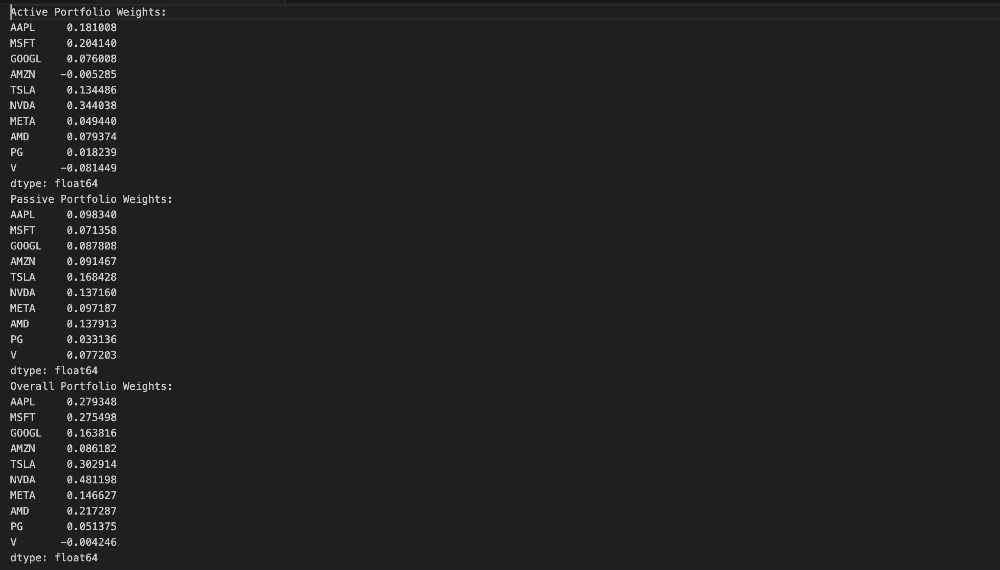 Active Portfolio Weights:
AAPL     0.181008
MSFT     0.204140
GOOGL    0.076008
AMZN    -0.005285
TSLA     0.134486
NVDA     0.344038
META     0.049440
AMD      0.079374
PG       0.018239
V       -0.081449
dtype: float64
Passive Portfolio Weights:
AAPL     0.098340
MSFT     0.071358
GOOGL    0.087808
AMZN     0.091467
TSLA     0.168428
NVDA     0.137160
META     0.097187
AMD      0.137913
PG       0.033136
V        0.077203
dtype: float64
Overall Portfolio Weights:
AAPL     0.279348
MSFT     0.275498
GOOGL    0.163816
AMZN     0.086182
TSLA     0.302914
NVDA     0.481198
META     0.146627
AMD      0.217287
PG       0.051375
V       -0.004246
dtype: float64